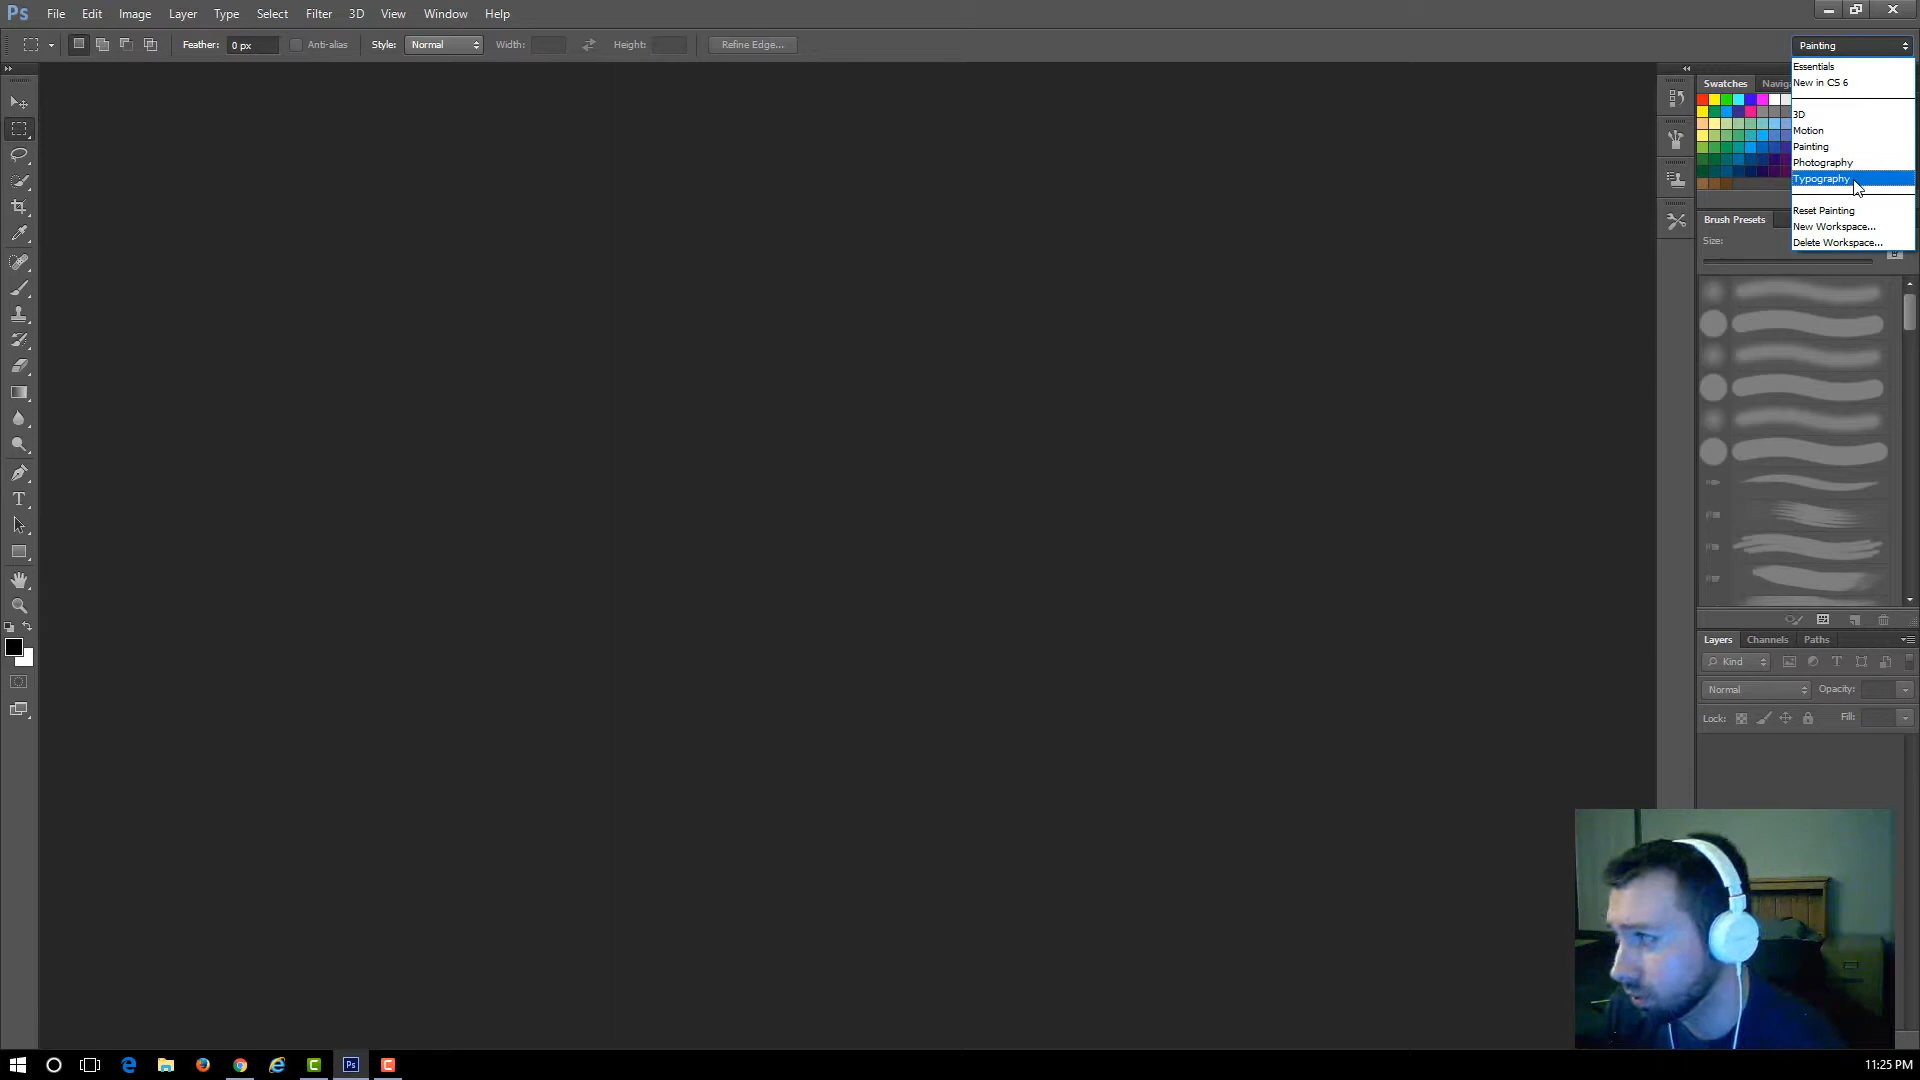 Ps File Edit Image Layer Type Select Filter 3D View Window Help
Feather: 0 px Anti-alias Style: Normal Width: Height: Refine Edge... Painting
Essentials
New in CS 6
3D
Motion
Painting
Photography
Typography
Reset Painting
New Workspace...
Delete Workspace...
Swatches
Brush Presets
Size:
Layers Channels Paths
Kind
Normal Opacity:
Lock: Fill:
Ps
11:25 PM